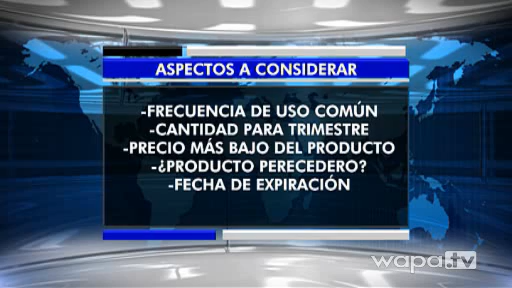 ASPECTOS A CONSIDERAR
-FRECUENCIA DE USO COMÚN
-CANTIDAD PARA TRIMESTRE
-PRECIO MÁS BAJO DEL PRODUCTO
-¿PRODUCTO PERECEDERO?
-FECHA DE EXPIRACIÓN
wapa.tv